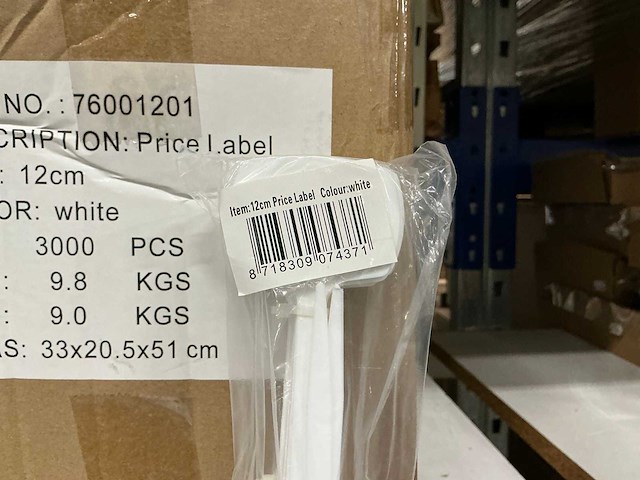 NO.: 76001201
CRIPTION: Price Label
: 12cm
OR: white
3000 PCS
: 9.8 KGS
: 9.0 KGS
AS: 33x20.5x51 cm
Item:12cm Price Label Colour:white
8 718309 074371